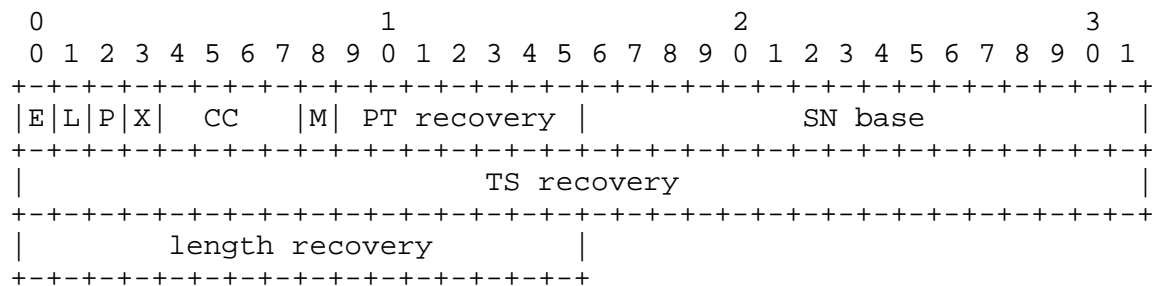 0                   1                   2                   3
 0 1 2 3 4 5 6 7 8 9 0 1 2 3 4 5 6 7 8 9 0 1 2 3 4 5 6 7 8 9 0 1
+-+-+-+-+-+-+-+-+-+-+-+-+-+-+-+-+-+-+-+-+-+-+-+-+-+-+-+-+-+-+-+-+
|E|L|P|X|  CC   |M| PT recovery |            SN base            |
+-+-+-+-+-+-+-+-+-+-+-+-+-+-+-+-+-+-+-+-+-+-+-+-+-+-+-+-+-+-+-+-+
|                          TS recovery                          |
+-+-+-+-+-+-+-+-+-+-+-+-+-+-+-+-+-+-+-+-+-+-+-+-+-+-+-+-+-+-+-+-+
|        length recovery        |
+-+-+-+-+-+-+-+-+-+-+-+-+-+-+-+-+